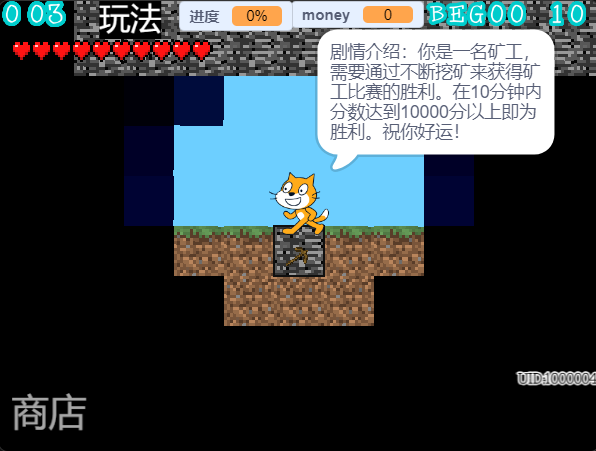 003 玩法 进度 0% money 0 BEGOO 10
剧情介绍：你是一名矿工，
需要通过不断挖矿来获得矿
工比赛的胜利。在10分钟内
分数达到10000分以上即为
胜利。祝你好运！
UID:1000004
商店